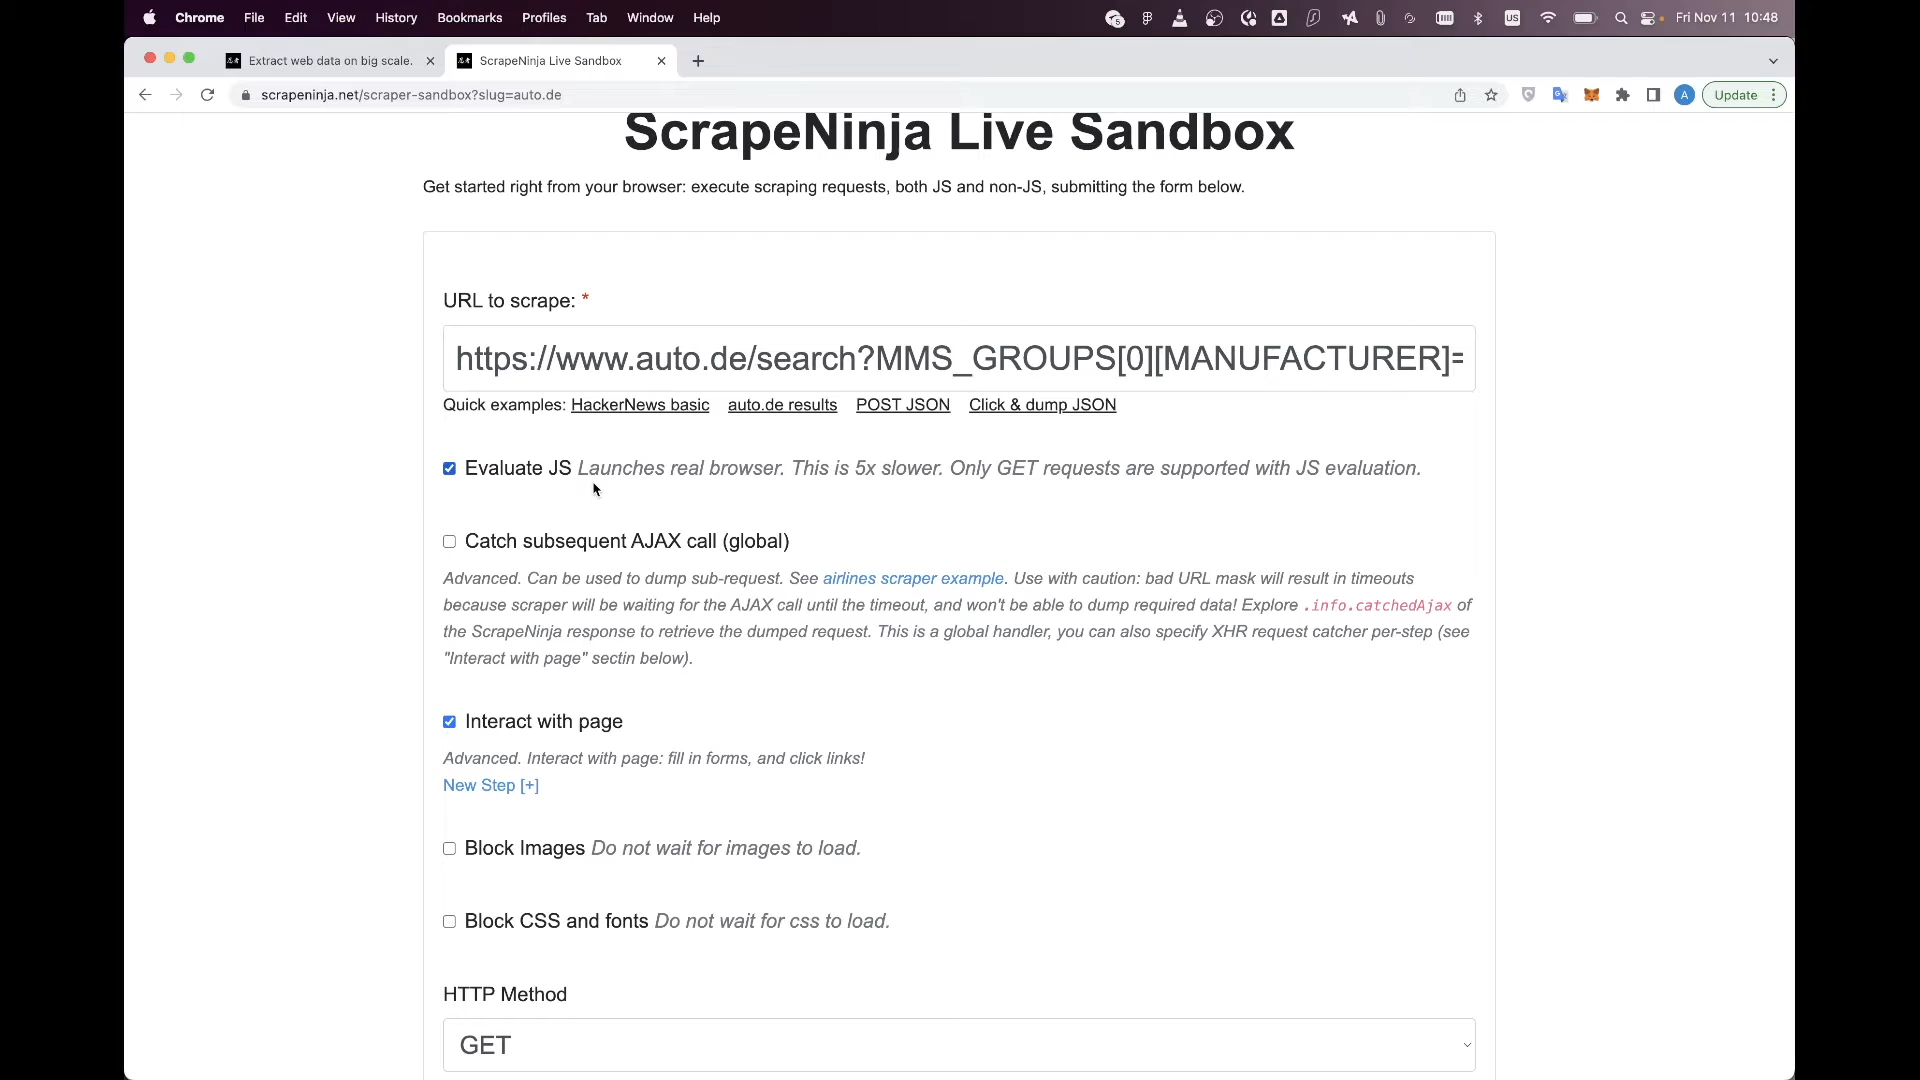 Chrome File Edit View History Bookmarks Profiles Tab Window Help US Fri Nov 11 10:48
Extract web data on big scale. ScrapeNinja Live Sandbox
scrapeninja.net/scraper-sandbox?slug=auto.de A Update
ScrapeNinja Live Sandbox
Get started right from your browser: execute scraping requests, both JS and non-JS, submitting the form below.
URL to scrape: *
https://www.auto.de/search?MMS_GROUPS[0][MANUFACTURER]=
Quick examples: HackerNews basic auto.de results POST JSON Click & dump JSON
Evaluate JS Launches real browser. This is 5x slower. Only GET requests are supported with JS evaluation.
Catch subsequent AJAX call (global)
Advanced. Can be used to dump sub-request. See airlines scraper example. Use with caution: bad URL mask will result in timeouts
because scraper will be waiting for the AJAX call until the timeout, and won't be able to dump required data! Explore .info.catchedAjax of
the ScrapeNinja response to retrieve the dumped request. This is a global handler, you can also specify XHR request catcher per-step (see
"Interact with page" sectin below).
Interact with page
Advanced. Interact with page: fill in forms, and click links!
New Step [+]
Block Images Do not wait for images to load.
Block CSS and fonts Do not wait for css to load.
HTTP Method
GET